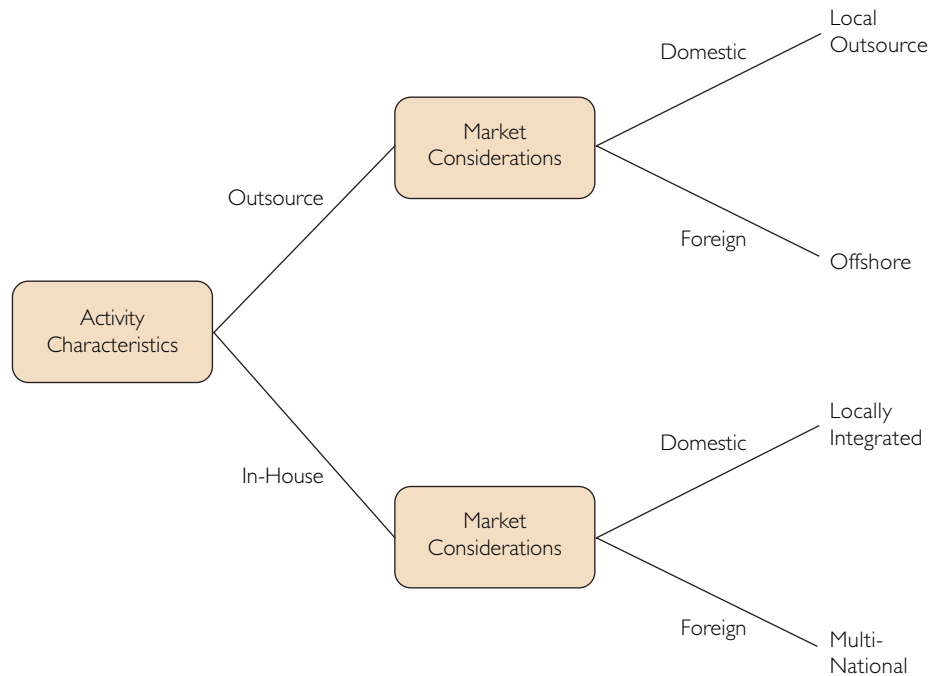 Local
Outsource
Domestic
Market
Considerations
Outsource
Foreign
Offshore
Activity
Characteristics
Locally
Integrated
Domestic
In-House
Market
Considerations
Foreign
Multi-
National